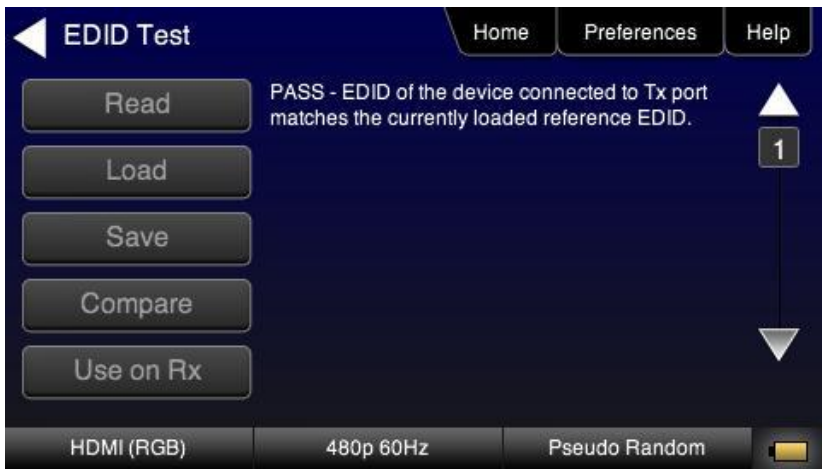 EDID Test
Home
Preferences
Help
Read
Load
Save
Compare
Use on Rx
PASS - EDID of the device connected to Tx port
matches the currently loaded reference EDID.
1
HDMI (RGB)
480p 60Hz
Pseudo Random